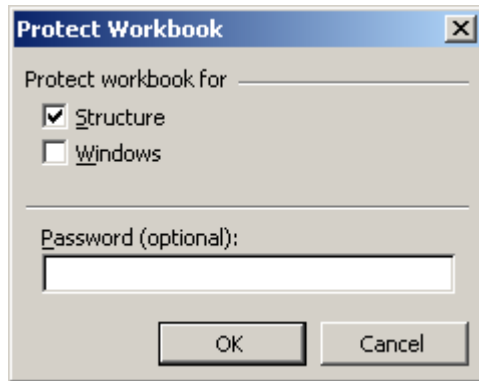 Protect Workbook
Protect workbook for
Structure
Windows
Password (optional):
OK Cancel